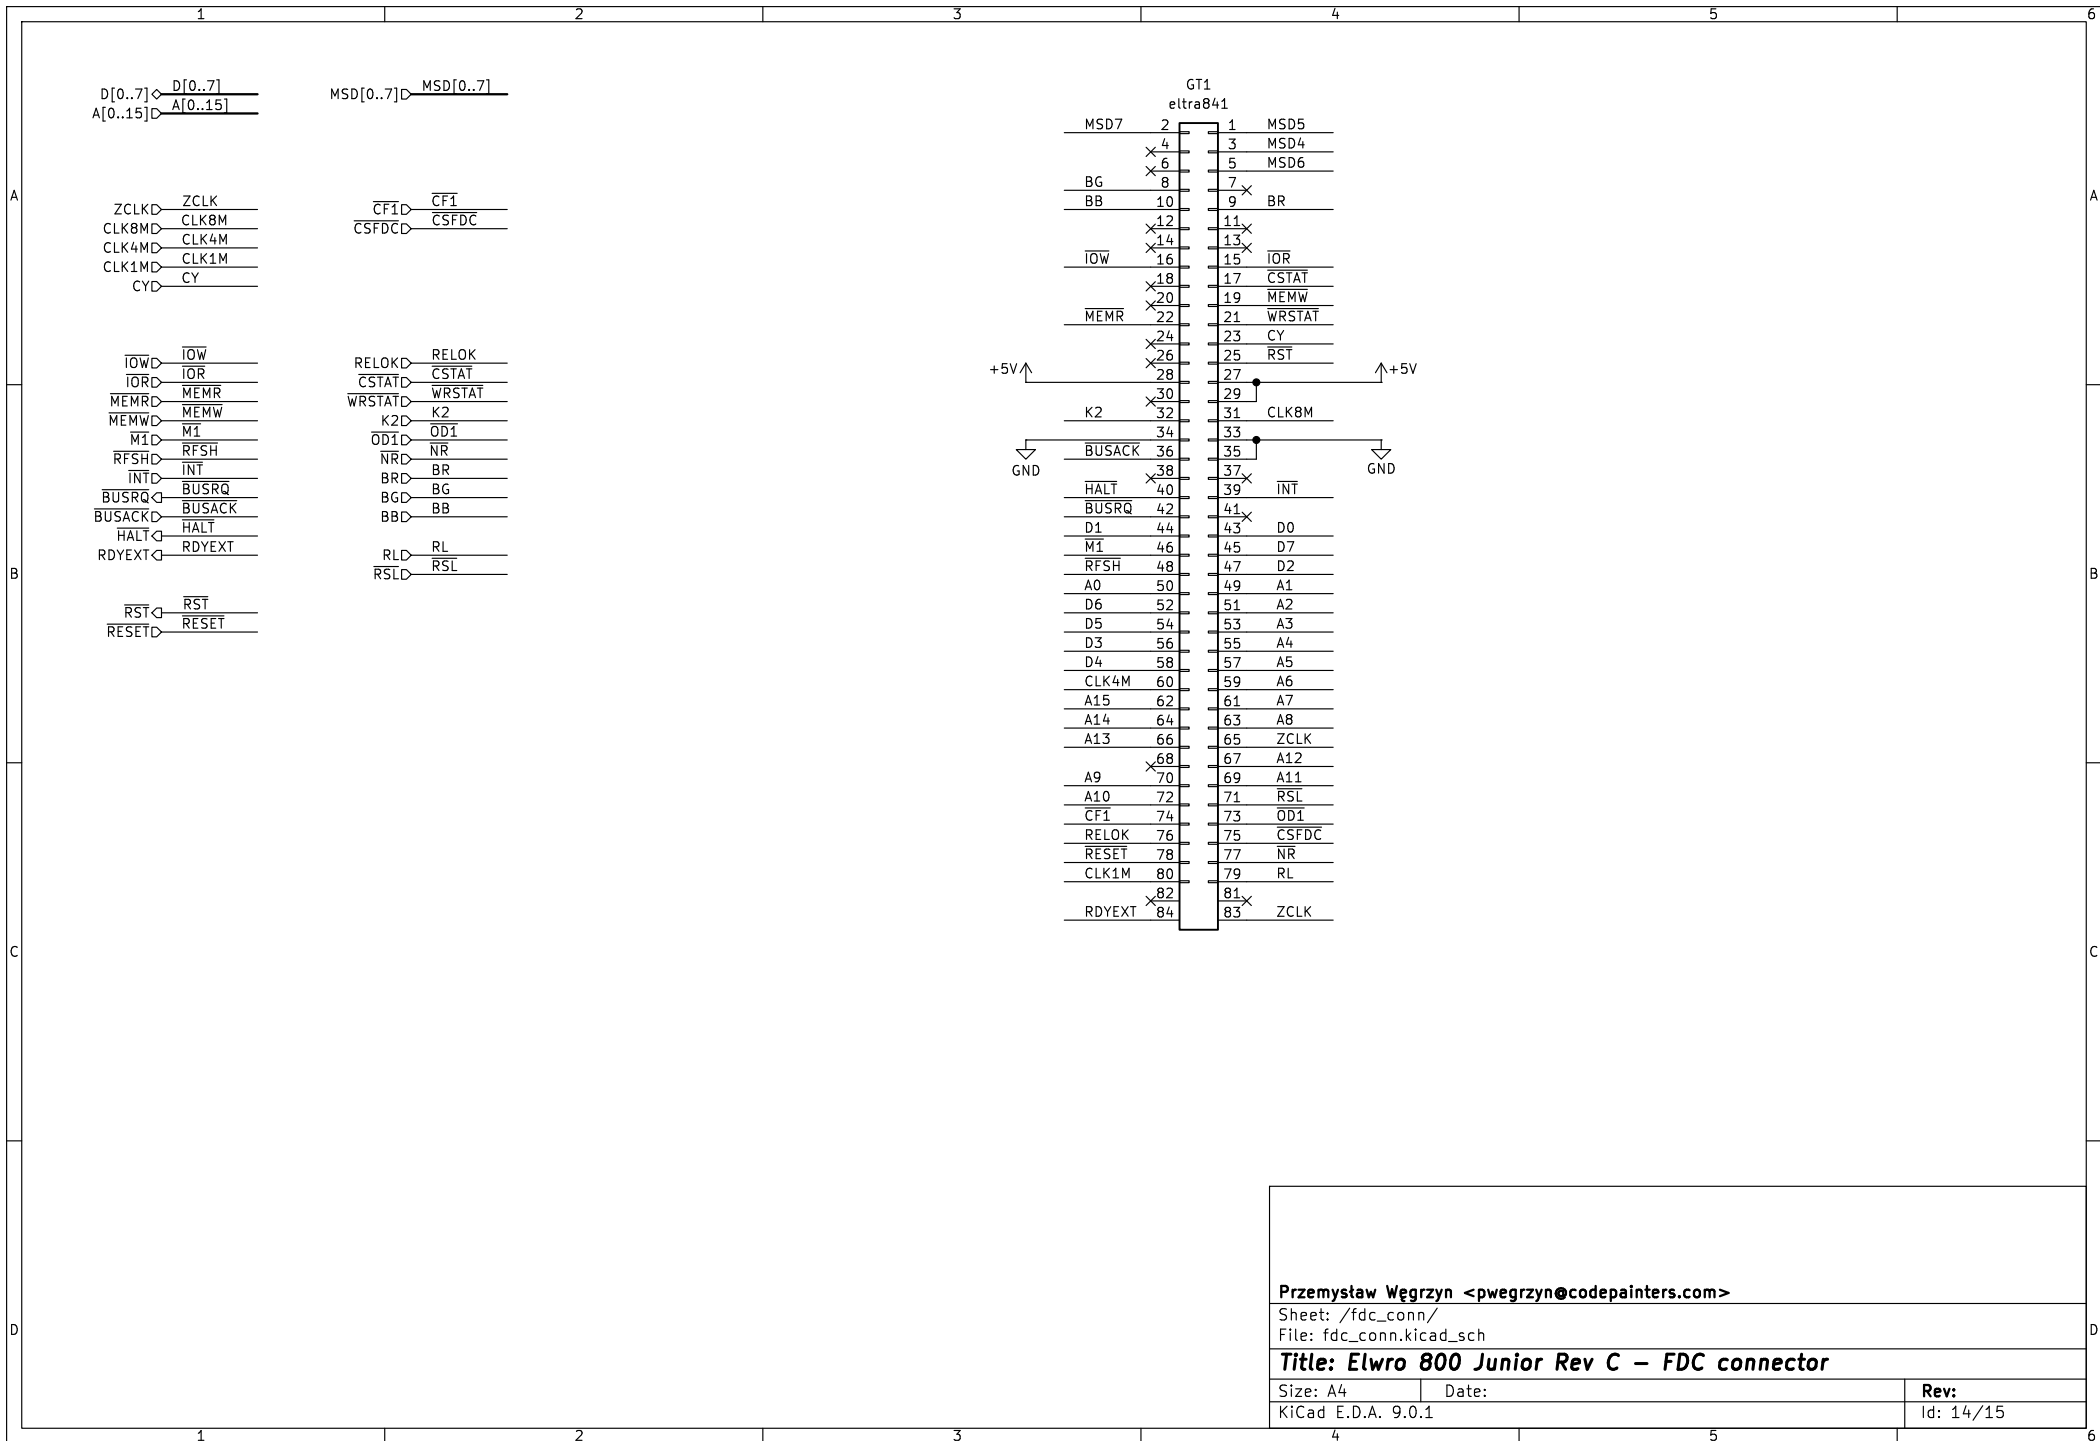 1 2 3 4 5 6
D[0..7] D[0..7]
A[0..15] A[0..15]
MSD[0..7] MSD[0..7]
A
ZCLK ZCLK
CLK8M CLK8M
CLK4M CLK4M
CLK1M CLK1M
CY CY
CF1 CF1
CSFDC CSFDC
IOW IOW
IOR IOR
MEMR MEMR
MEMW MEMW
M1 M1
RFSH RFSH
INT INT
BUSRQ BUSRQ
BUSACK BUSACK
HALT HALT
RDYEXT RDYEXT
RST RST
RESET RESET
RELOK RELOK
CSTAT CSTAT
WRSTAT WRSTAT
K2 K2
OD1 OD1
NR NR
BR BR
BG BG
BB BB
RL RL
RSL RSL
B
C
D
GT1
eltra841
MSD7 2 1 MSD5
4 3 MSD4
6 5 MSD6
BG 8 7
BB 10 9 BR
12 11
14 13
IOW 16 15 IOR
18 17 CSTAT
20 19 MEMW
MEMR 22 21 WRSTAT
24 23 CY
26 25 RST
+5V 28 27 +5V
30 29
K2 32 31 CLK8M
34 33
BUSACK 36 35
GND GND
38 37
HALT 40 39 INT
BUSRQ 42 41
D1 44 43 D0
M1 46 45 D7
RFSH 48 47 D2
A0 50 49 A1
D6 52 51 A2
D5 54 53 A3
D3 56 55 A4
D4 58 57 A5
CLK4M 60 59 A6
A15 62 61 A7
A14 64 63 A8
A13 66 65 ZCLK
68 67 A12
A9 70 69 A11
A10 72 71 RSL
CF1 74 73 OD1
RELOK 76 75 CSFDC
RESET 78 77 NR
CLK1M 80 79 RL
82 81
RDYEXT 84 83 ZCLK
A
B
C
D
Przemysław Węgrzyn <pwegrzyn@codepainters.com>
Sheet: /fdc_conn/
File: fdc_conn.kicad_sch
Title: Elwro 800 Junior Rev C – FDC connector
Size: A4 Date: Rev:
KiCad E.D.A. 9.0.1 Id: 14/15
1 2 3 4 5 6